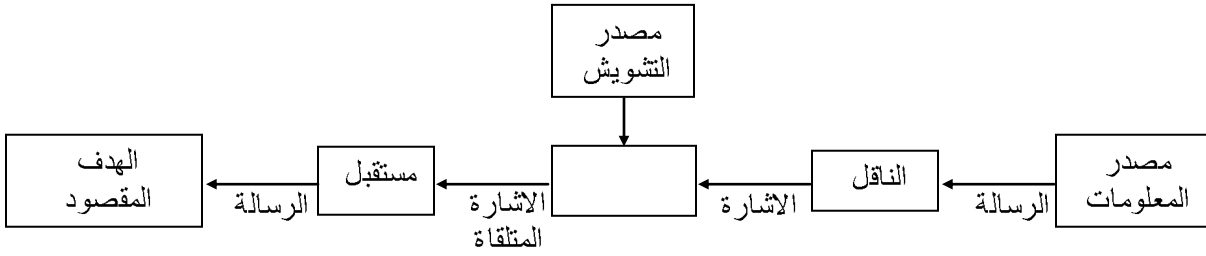 مصدر
التشويش
مصدر
المعلومات
الرسالة
الناقل
الاشارة
الاشارة
المتلقاة
مستقبل
الرسالة
الهدف
المقصود